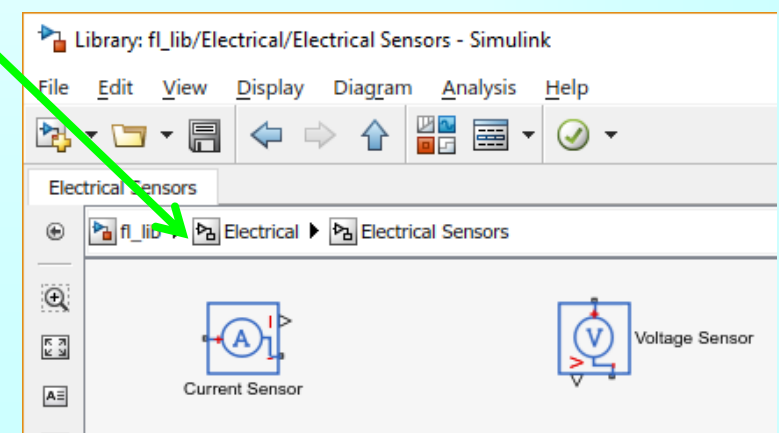 Library: fl_lib/Electrical/Electrical Sensors - Simulink
File Edit View Display Diagram Analysis Help
Electrical Sensors
fl_lib Electrical Electrical Sensors
A
I
V
V
Voltage Sensor
Current Sensor
A